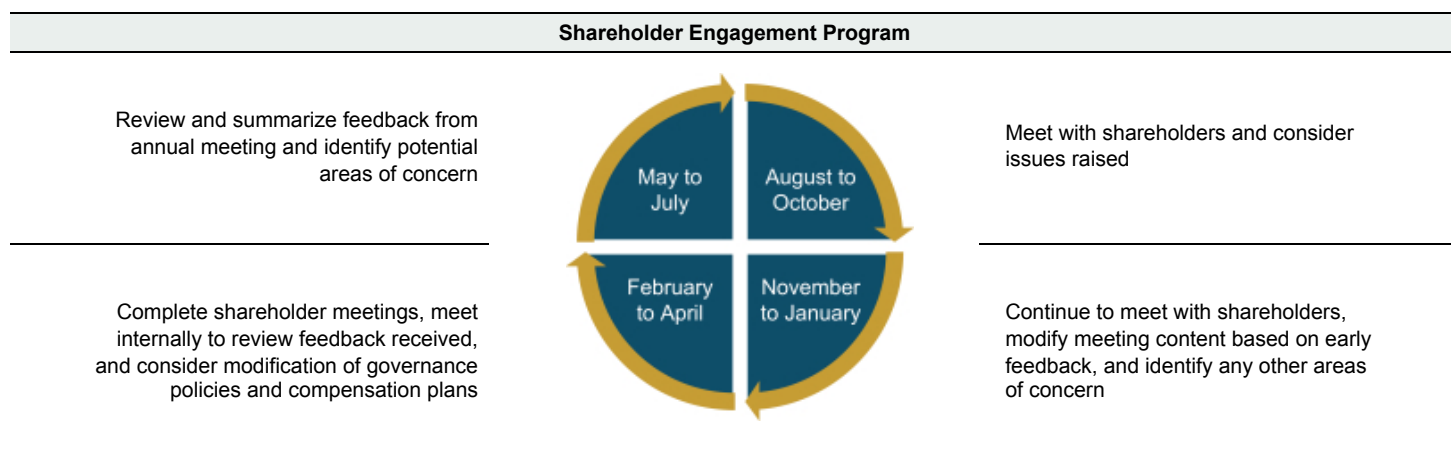 Shareholder Engagement Program
Review and summarize feedback from
annual meeting and identify potential
areas of concern
May to
July
August to
October
Meet with shareholders and consider
issues raised
Complete shareholder meetings, meet
internally to review feedback received,
and consider modification of governance
policies and compensation plans
February
to April
November
to January
Continue to meet with shareholders,
modify meeting content based on early
feedback, and identify any other areas
of concern